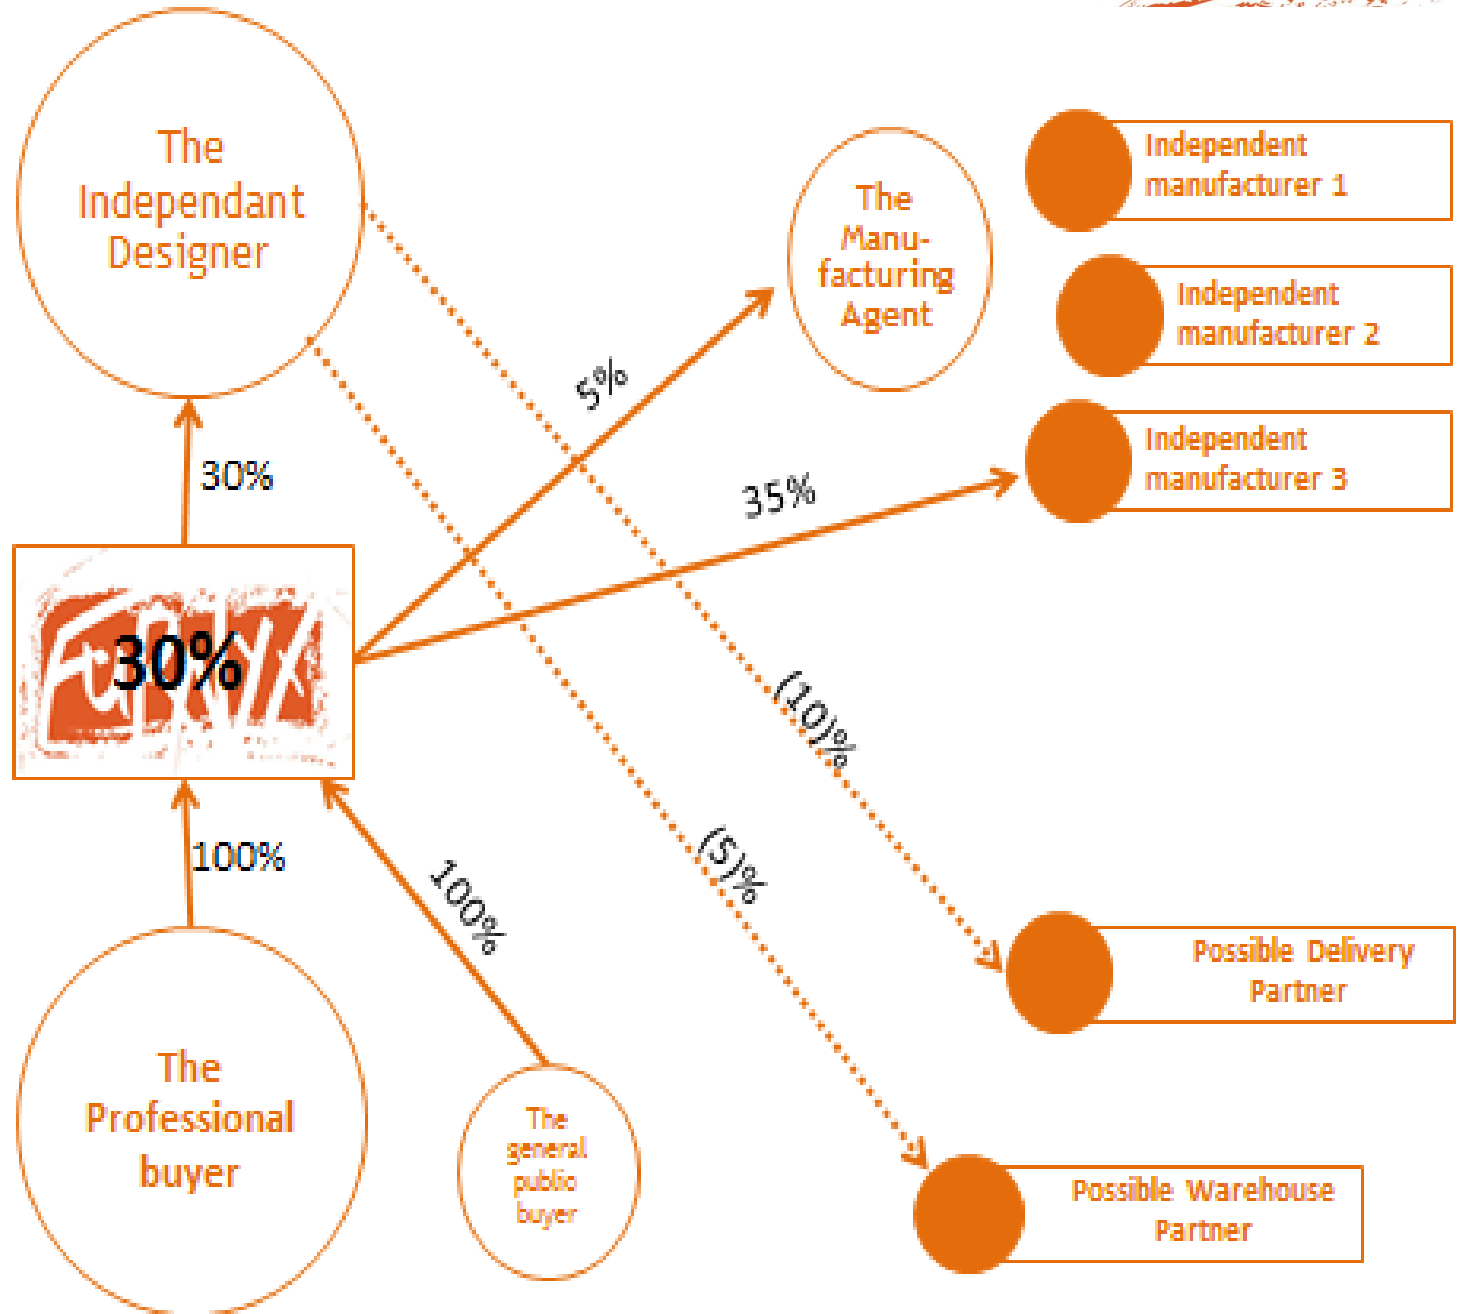 The
Independant
Designer
The
Manu-
facturing
Agent
Independent
manufacturer 1
Independent
manufacturer 2
Independent
manufacturer 3
5%
30%
35%
30%
(10)%
(5)%
100%
100%
The
Professional
buyer
The
general
public
buyer
Possible Delivery
Partner
Possible Warehouse
Partner